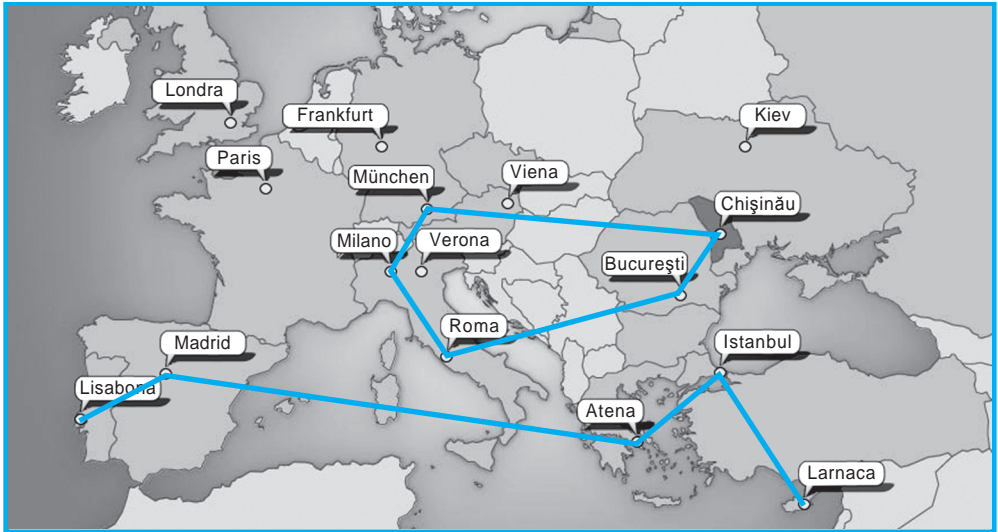 Londra
Frankfurt
Kiev
Paris
München
Viena
Chişinău
Milano
Verona
Bucureşti
Roma
Madrid
Istanbul
Lisabona
Atena
Larnaca